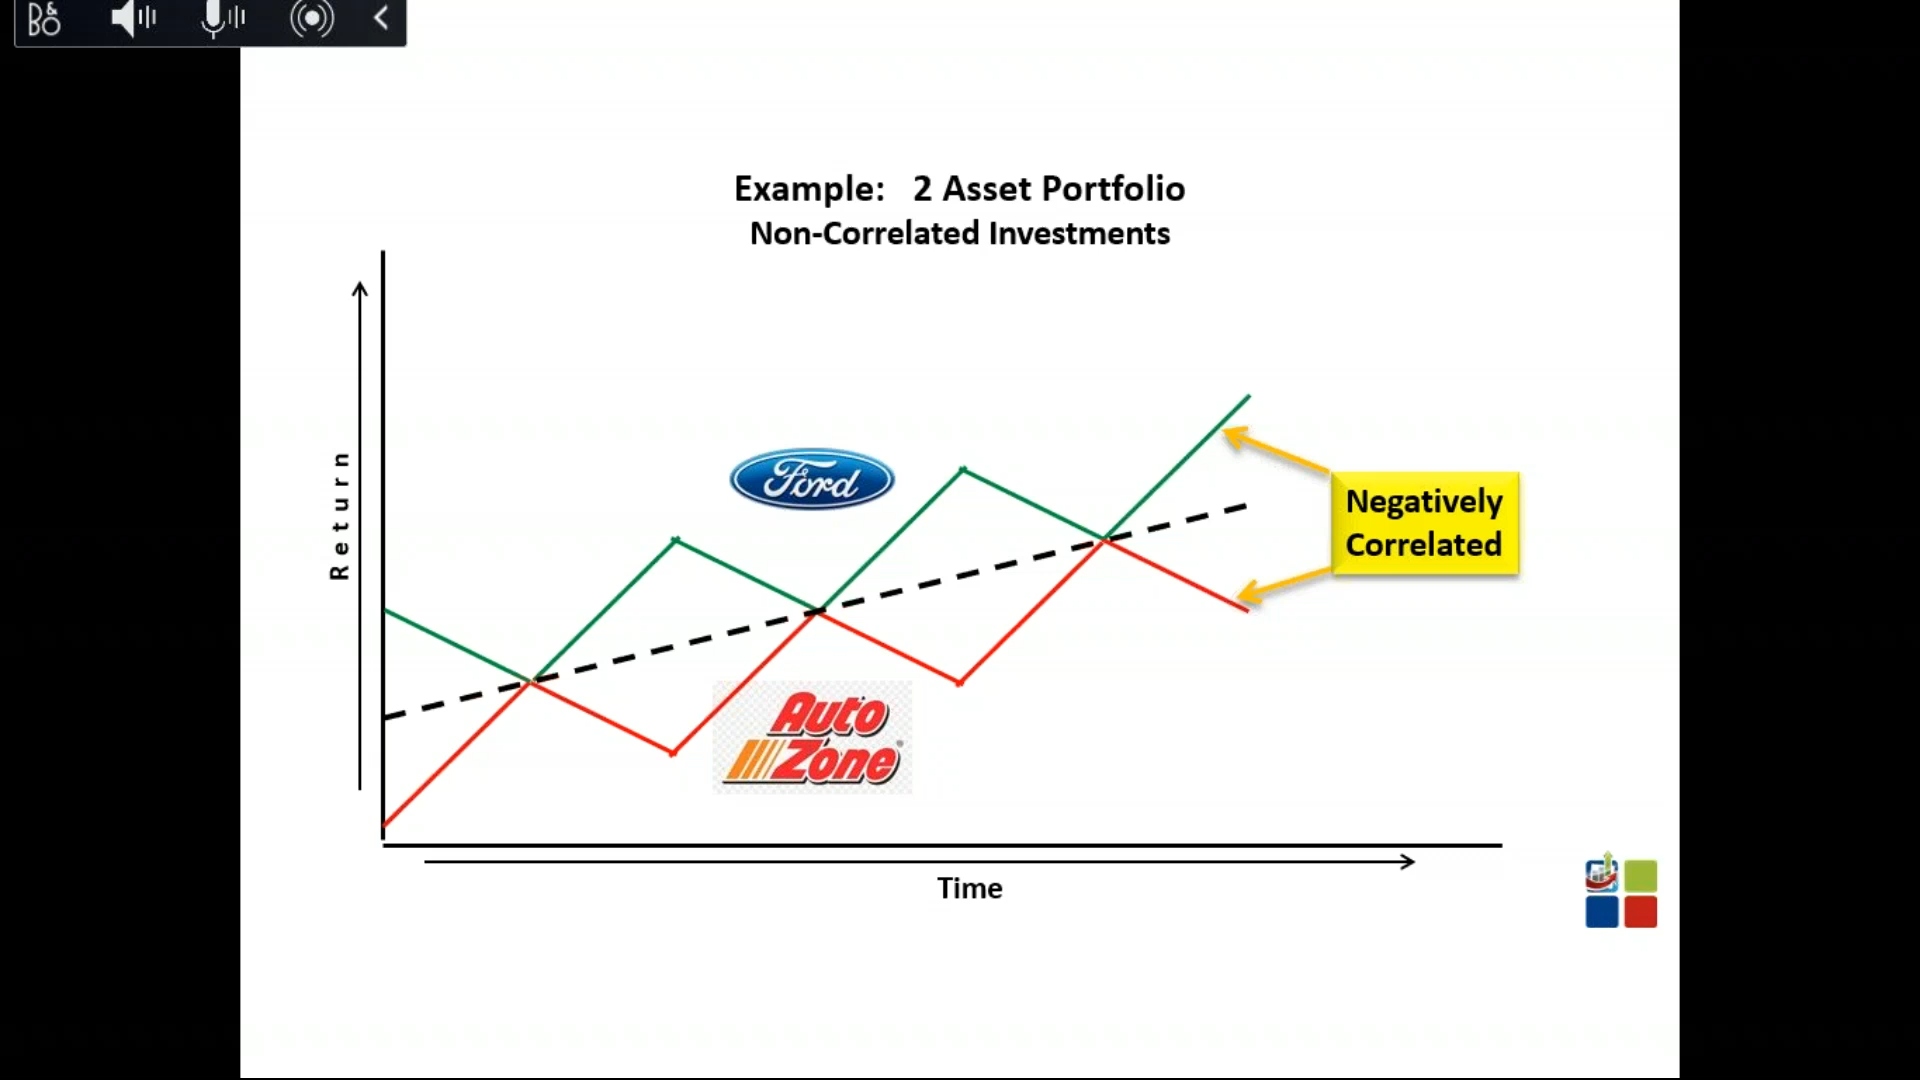 B&O
Example: 2 Asset Portfolio
Non-Correlated Investments
Return
Ford
Negatively
Correlated
Auto
Zone
Time